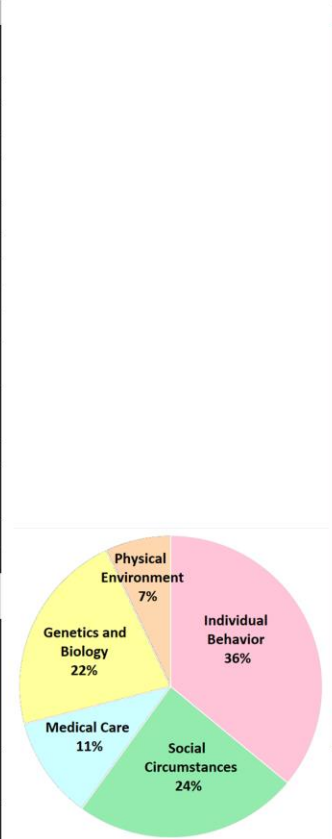 Physical
Environment
7%
Individual
Behavior
36%
Genetics and
Biology
22%
Medical Care
11%
Social
Circumstances
24%